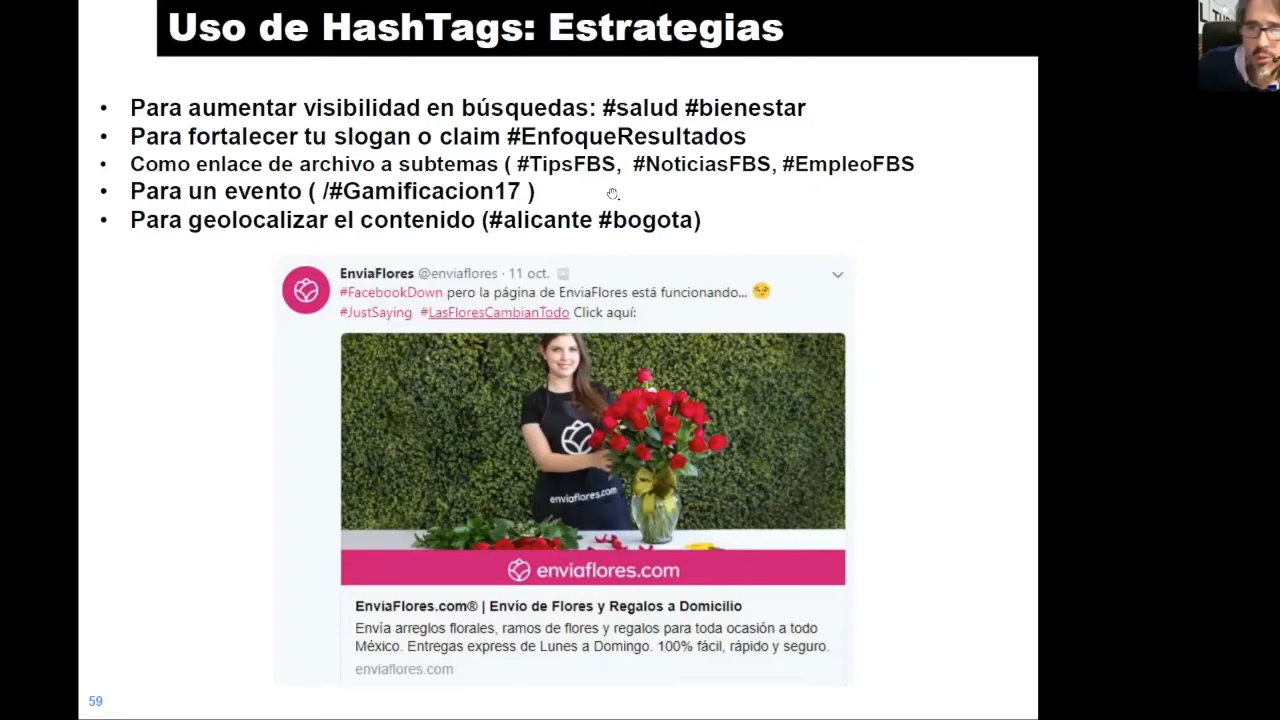 Uso de HashTags: Estrategias
• Para aumentar visibilidad en búsquedas: #salud #bienestar
• Para fortalecer tu slogan o claim #EnfoqueResultados
• Como enlace de archivo a subtemas ( #TipsFBS, #NoticiasFBS, #EmpleoFBS
• Para un evento ( /#Gamificacion17 )
• Para geolocalizar el contenido (#alicante #bogota)
EnviaFlores @enviaflores · 11 oct.
#FacebookDown pero la página de EnviaFlores está funcionando... 😏
#JustSaying #LasFloresCambianTodo Click aquí:
enviaflores.com
enviaflores.com
EnviaFlores.com® | Envío de Flores y Regalos a Domicilio
Envía arreglos florales, ramos de flores y regalos para toda ocasión a todo
México. Entregas express de Lunes a Domingo. 100% fácil, rápido y seguro.
enviaflores.com
59